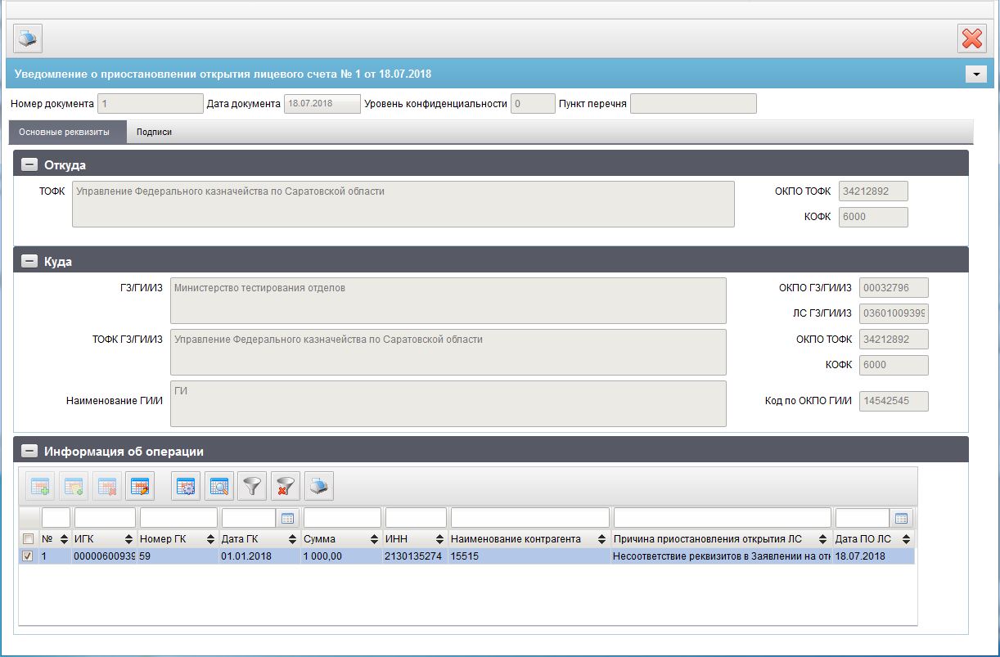 Уведомление о приостановлении открытия лицевого счета № 1 от 18.07.2018
Номер документа 1 Дата документа 18.07.2018 Уровень конфиденциальности 0 Пункт перечня
Основные реквизиты Подписи
Откуда
ТОФК Управление Федерального казначейства по Саратовской области ОКПО ТОФК 34212892
КОФК 6000
Куда
ГЗ/ГИ/ИЗ Министерство тестирования отделов ОКПО ГЗ/ГИ/ИЗ 00032796
ЛС ГЗ/ГИ/ИЗ 03601009399
ТОФК ГЗ/ГИ/ИЗ Управление Федерального казначейства по Саратовской области ОКПО ТОФК 34212892
КОФК 6000
Наименование ГИ/И ГИ Код по ОКПО ГИ/И 14542545
Информация об операции
№ ИГК Номер ГК Дата ГК Сумма ИНН Наименование контрагента Причина приостановления открытия ЛС Дата ПО ЛС
1 00000600939 59 01.01.2018 1 000,00 2130135274 15515 Несоответствие реквизитов в Заявлении на 18.07.2018